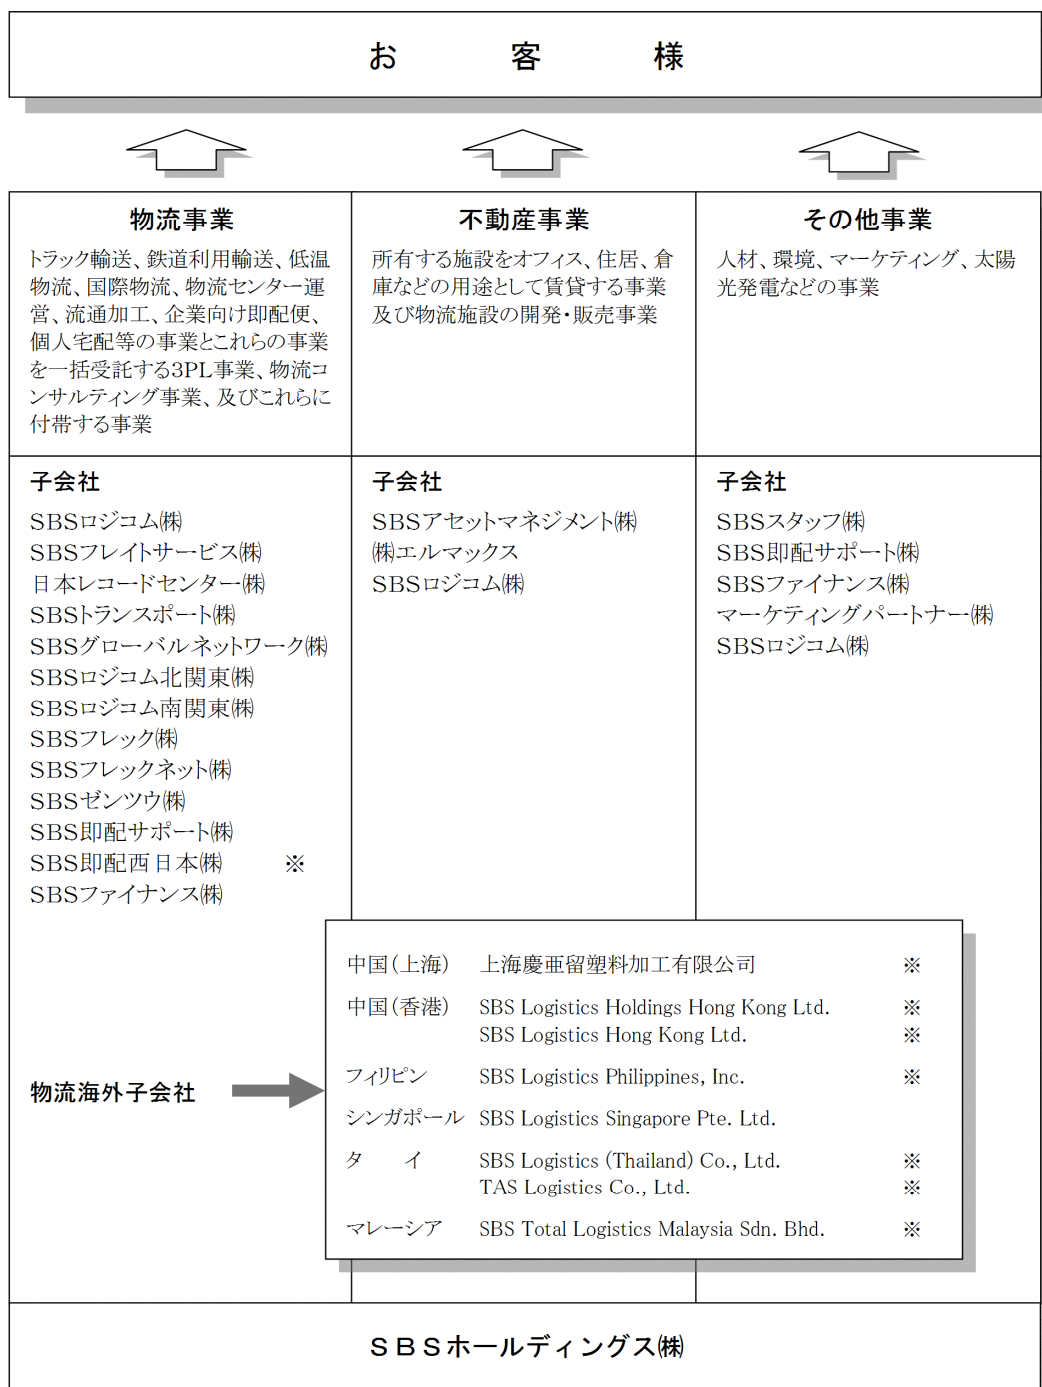 お客様
物流事業
トラック輸送、鉄道利用輸送、低温
物流、国際物流、物流センター運
営、流通加工、企業向け即配便、
個人宅配等の事業とこれらの事業
を一括受託する3PL事業、物流コ
ンサルティング事業、及びこれらに
付帯する事業
不動産事業
所有する施設をオフィス、住居、倉
庫などの用途として賃貸する事業
及び物流施設の開発・販売事業
その他事業
人材、環境、マーケティング、太陽
光発電などの事業
子会社
SBSロジコム㈱
SBSフレイトサービス㈱
日本レコードセンター㈱
SBSトランスポート㈱
SBSグローバルネットワーク㈱
SBSロジコム北関東㈱
SBSロジコム南関東㈱
SBSフレック㈱
SBSフレックネット㈱
SBSゼンツウ㈱
SBS即配サポート㈱
SBS即配西日本㈱ ※
SBSファイナンス㈱
子会社
SBSアセットマネジメント㈱
㈱エルマックス
SBSロジコム㈱
子会社
SBSスタッフ㈱
SBS即配サポート㈱
SBSファイナンス㈱
マーケティングパートナー㈱
SBSロジコム㈱
物流海外子会社
中国(上海) 上海慶亜留塑料加工有限公司 ※
中国(香港) SBS Logistics Holdings Hong Kong Ltd. ※
SBS Logistics Hong Kong Ltd. ※
フィリピン SBS Logistics Philippines, Inc. ※
シンガポール SBS Logistics Singapore Pte. Ltd.
タイ SBS Logistics (Thailand) Co., Ltd. ※
TAS Logistics Co., Ltd. ※
マレーシア SBS Total Logistics Malaysia Sdn. Bhd. ※
SBSホールディングス㈱